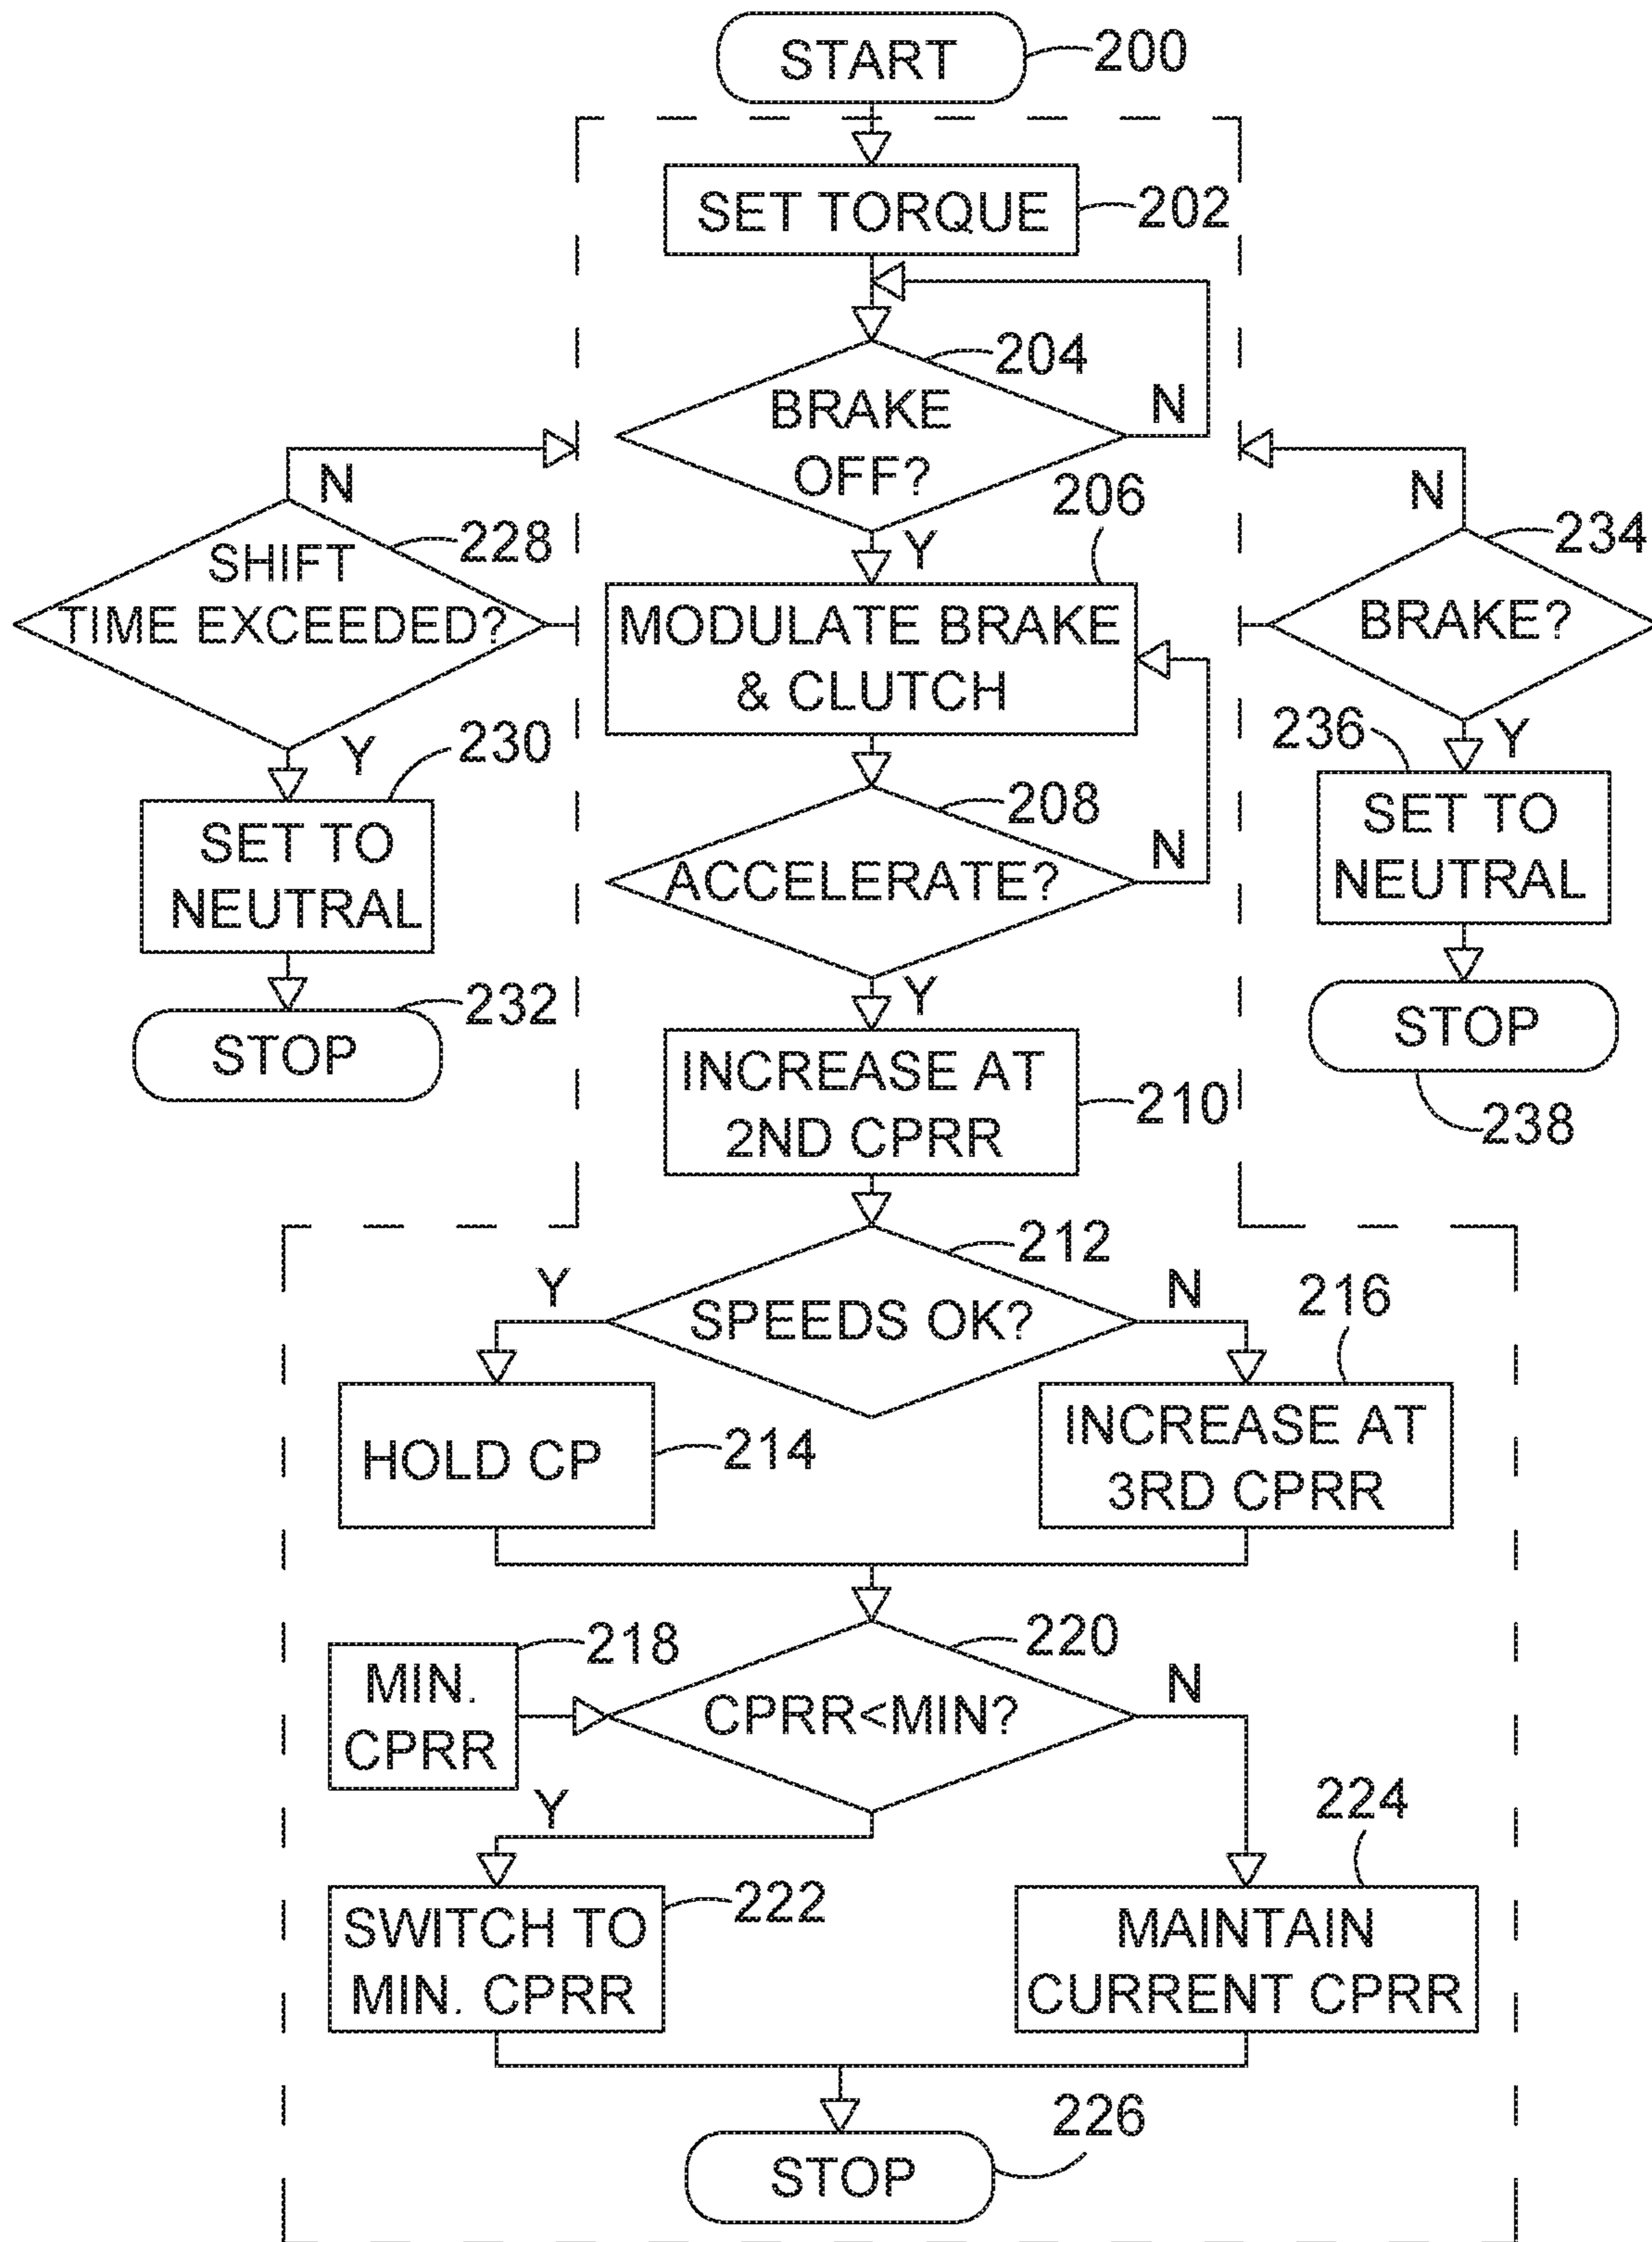 START
200
SET TORQUE
202
204
BRAKE
OFF?
N
206
Y
N
228
SHIFT
TIME EXCEEDED?
N
234
BRAKE?
MODULATE BRAKE
& CLUTCH
Y
230
SET TO
NEUTRAL
232
STOP
208
ACCELERATE?
N
Y
236
Y
SET TO
NEUTRAL
STOP
238
INCREASE AT
2ND CPRR
210
212
SPEEDS OK?
Y
N
216
HOLD CP
214
INCREASE AT
3RD CPRR
218
MIN.
CPRR
220
CPRR<MIN?
N
Y
224
SWITCH TO
MIN. CPRR
222
MAINTAIN
CURRENT CPRR
226
STOP